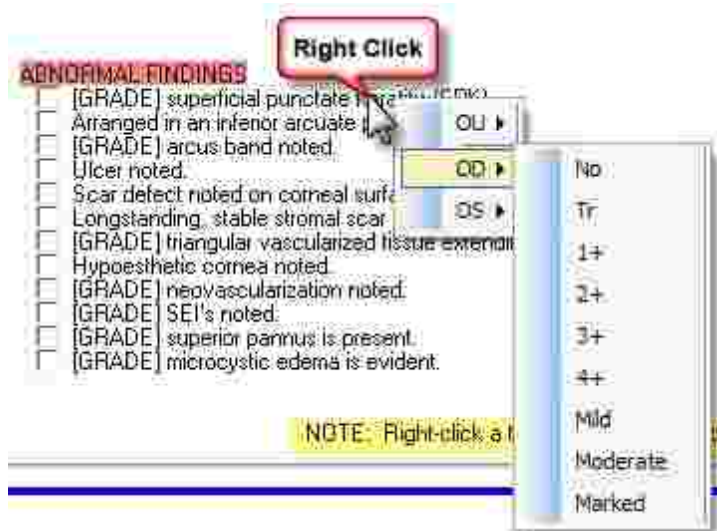 Right Click
ABNORMAL FINDINGS
[GRADE] superficial punctate
Arranged in an inferior arcuate
[GRADE] arcus band noted.
Ulcer noted.
Scar defect noted on corneal
Longstanding, stable stromal scar
[GRADE] triangular vascularized tissue
Hypoesthetic cornea noted.
[GRADE] neovascularization noted.
[GRADE] SEI's noted.
[GRADE] superior pannus is present.
[GRADE] microcystic edema is evident.
OU
OD
OS
No
Tr
1+
2+
3+
4+
Mild
Moderate
Marked
NOTE: Right-click a